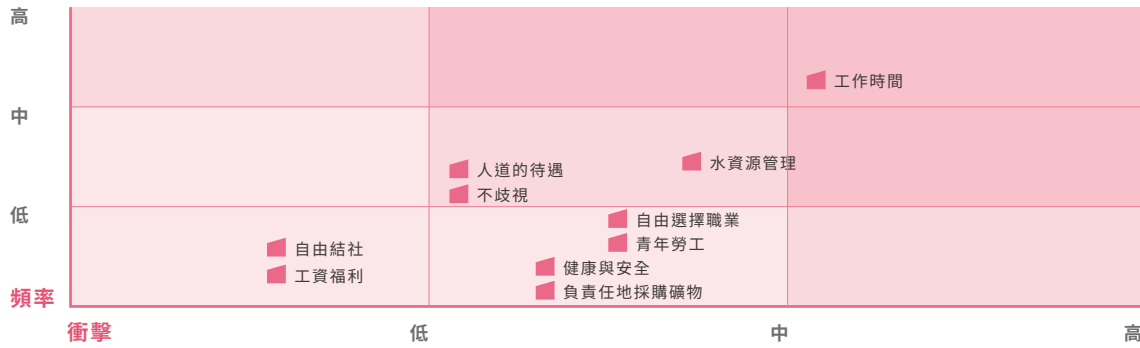 高
工作時間
中
水資源管理
人道的待遇
不歧視
低
自由選擇職業
青年勞工
自由結社
健康與安全
工資福利
負責任地採購礦物
頻率
衝擊 低 中 高